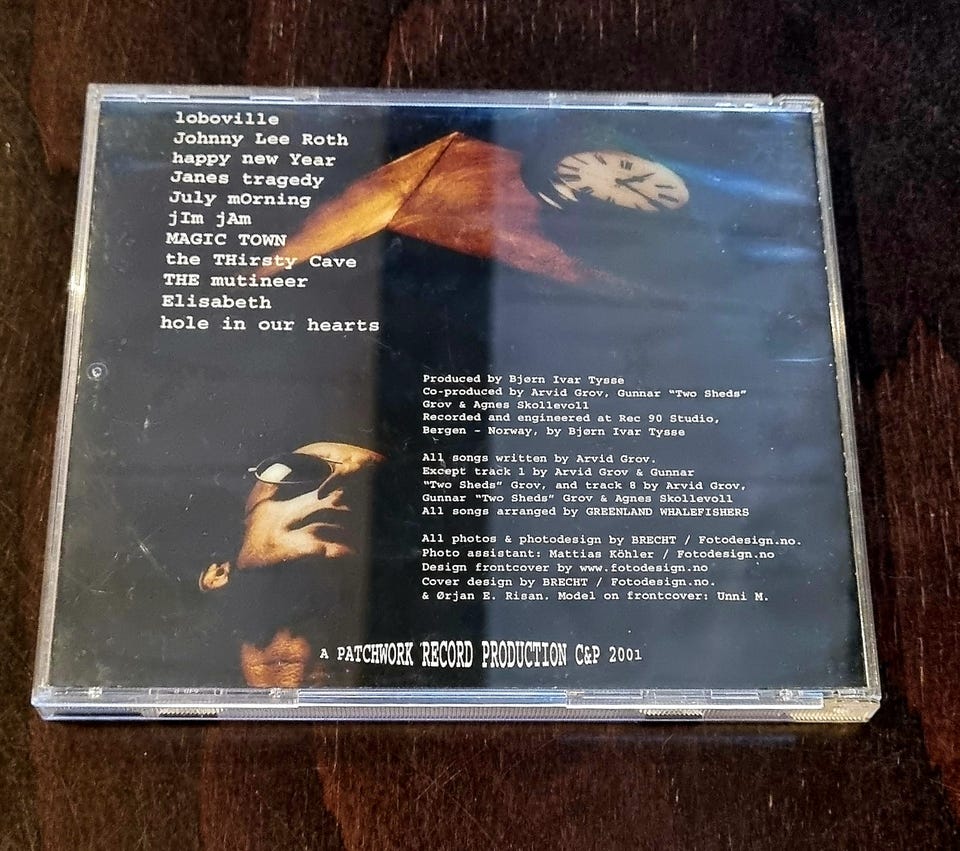 loboville
Johnny Lee Roth
happy new Year
Janes tragedy
July mOrning
jIm jAm
MAGIC TOWN
the THirsty Cave
THE mutineer
Elisabeth
hole in our hearts
Produced by Bjørn Ivar Tysse
Co-produced by Arvid Grov, Gunnar “Two Sheds”
Grov & Agnes Skollevoll
Recorded and engineered at Rec 90 Studio,
Bergen - Norway, by Bjørn Ivar Tysse
All songs written by Arvid Grov.
Except track 1 by Arvid Grov & Gunnar
“Two Sheds” Grov, and track 8 by Arvid Grov,
Gunnar “Two Sheds” Grov & Agnes Skollevoll
All songs arranged by GREENLAND WHALEFISHERS
All photos & photodesign by BRECHT / Fotodesign.no.
Photo assistant: Mattias Köhler / Fotodesign.no
Design frontcover by www.fotodesign.no
Cover design by BRECHT / Fotodesign.no.
& Ørjan E. Risan. Model on frontcover: Unni M.
A PATCHWORK RECORD PRODUCTION C&P 2001